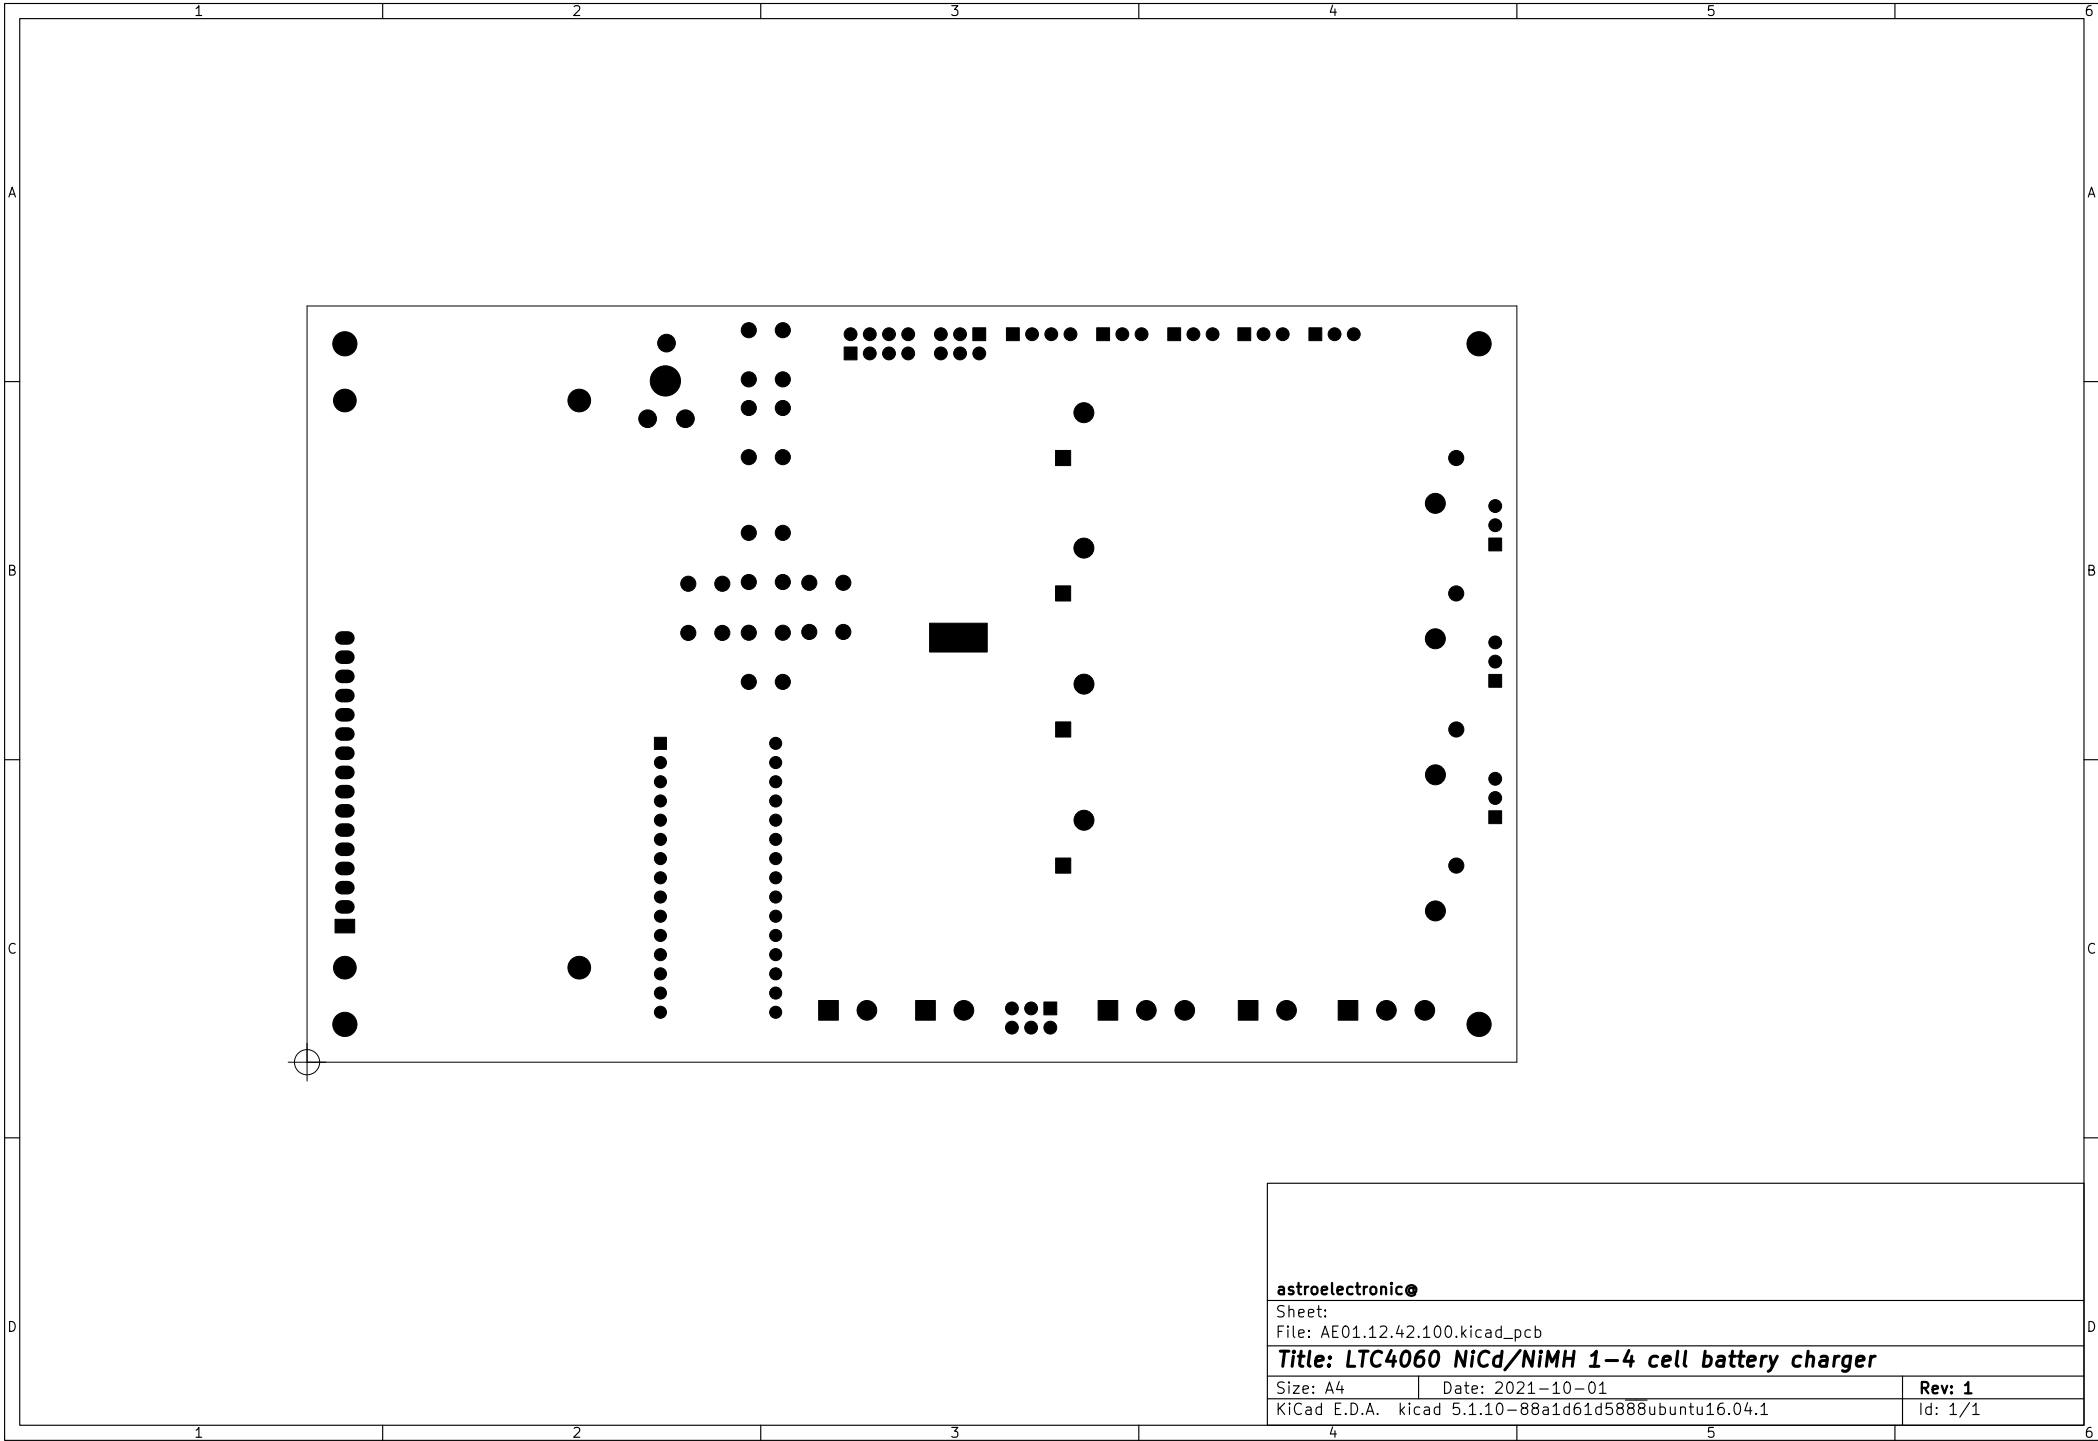 1 2 3 4 5 6
A A
B B
C C
astroelectronic@
Sheet:
File: AE01.12.42.100.kicad_pcb
D D
Title: LTC4060 NiCd/NiMH 1-4 cell battery charger
Size: A4 Date: 2021-10-01 Rev: 1
KiCad E.D.A. kicad 5.1.10-88a1d61d5888ubuntu16.04.1 Id: 1/1
1 2 3 4 5 6